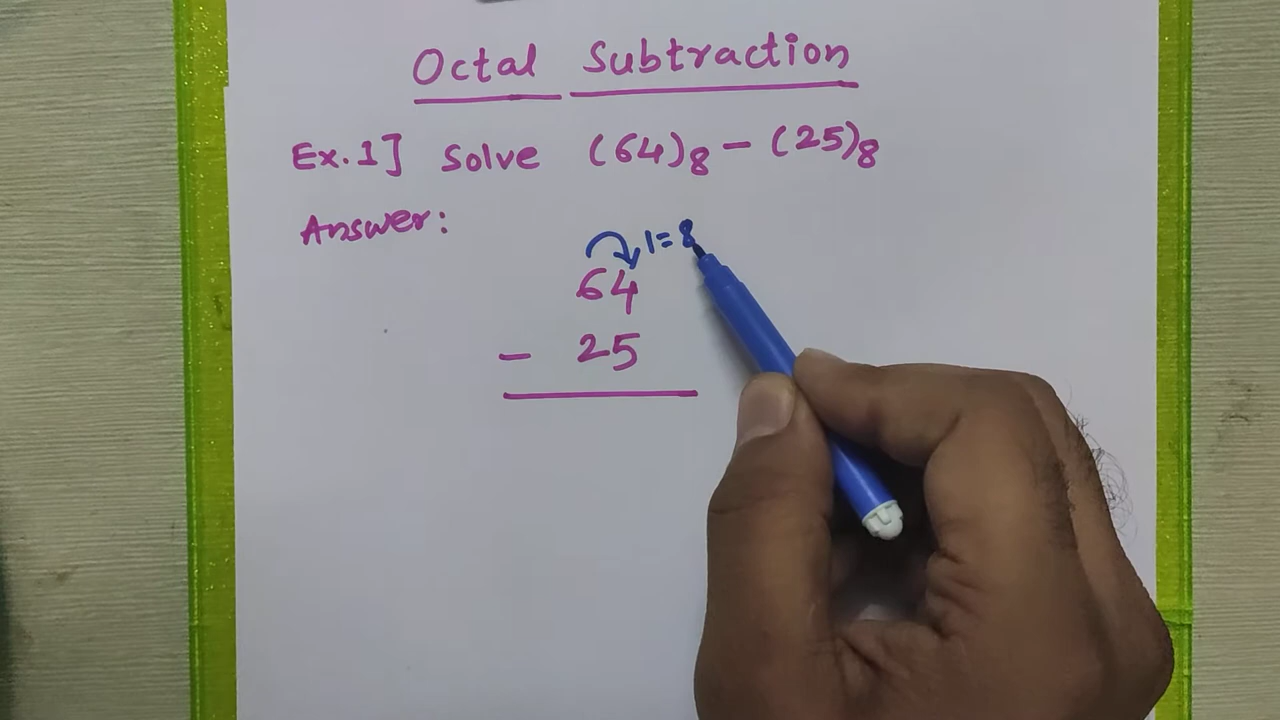 Octal Subtraction
Ex.1] Solve (64)8 - (25)8
Answer:
1=8
64
- 25